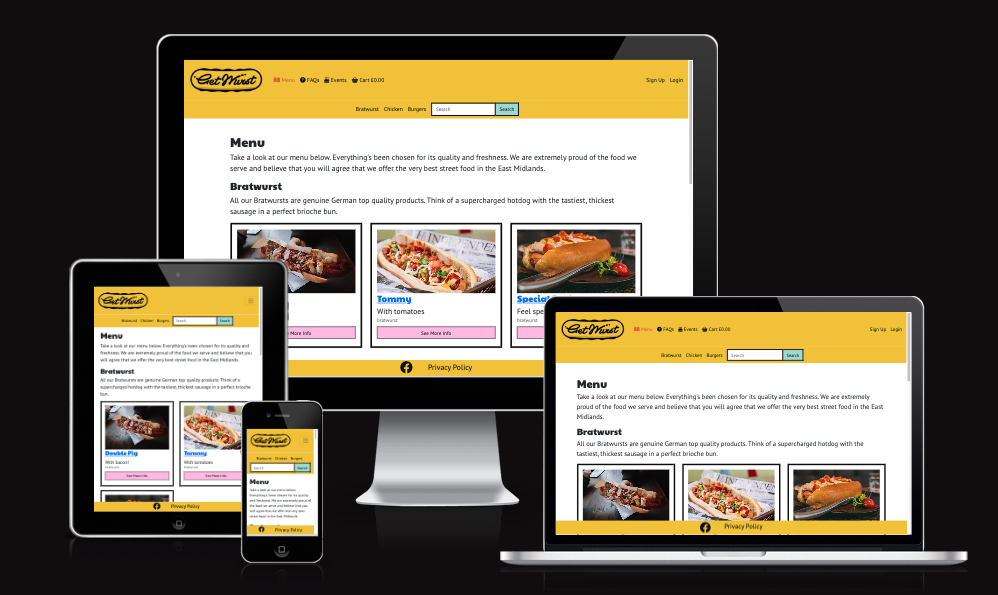 Get Wurst
Menu FAQs Events Cart £0.00 Sign Up Login
Bratwurst Chicken Burgers Search Search
Menu
Take a look at our menu below. Everything's been chosen for its quality and freshness. We are extremely proud of the food we
serve and believe that you will agree that we offer the very best street food in the East Midlands.
Bratwurst
All our Bratwursts are genuine German top quality products. Think of a supercharged hotdog with the tastiest, thickest
sausage in a perfect brioche bun.
Tommy Special
With tomatoes Feel spe
See More Info See More Info
Privacy Policy
Get Wurst
Bratwurst Chicken Burgers Search Search
Menu
Take a look at our menu below. Everything's been chosen for its quality and
freshness. We are extremely proud of the food we serve and believe that you
will agree that we offer the very best street food in the East Midlands.
Bratwurst
All our Bratwursts are genuine German top quality products. Think of a
supercharged hotdog with the tastiest, thickest sausage in a perfect brioche
bun.
Double Pig Tommy
With bacon! With tomatoes
bratwurst bratwurst
See More Info See More Info
Privacy Policy
Get Wurst
Bratwurst Chicken Burgers
Search Search
Menu
Take a look at our menu below.
Everything's been chosen for its quality
and freshness. We are extremely proud of
the food we serve and believe that you
will agree that we offer the very best
street food in the East Midlands.
Privacy Policy
Get Wurst
Menu FAQs Events Cart £0.00 Sign Up Login
Bratwurst Chicken Burgers Search Search
Menu
Take a look at our menu below. Everything's been chosen for its quality and freshness. We are extremely
proud of the food we serve and believe that you will agree that we offer the very best street food in the East
Midlands.
Bratwurst
All our Bratwursts are genuine German top quality products. Think of a supercharged hotdog with the
tastiest, thickest sausage in a perfect brioche bun.
Privacy Policy